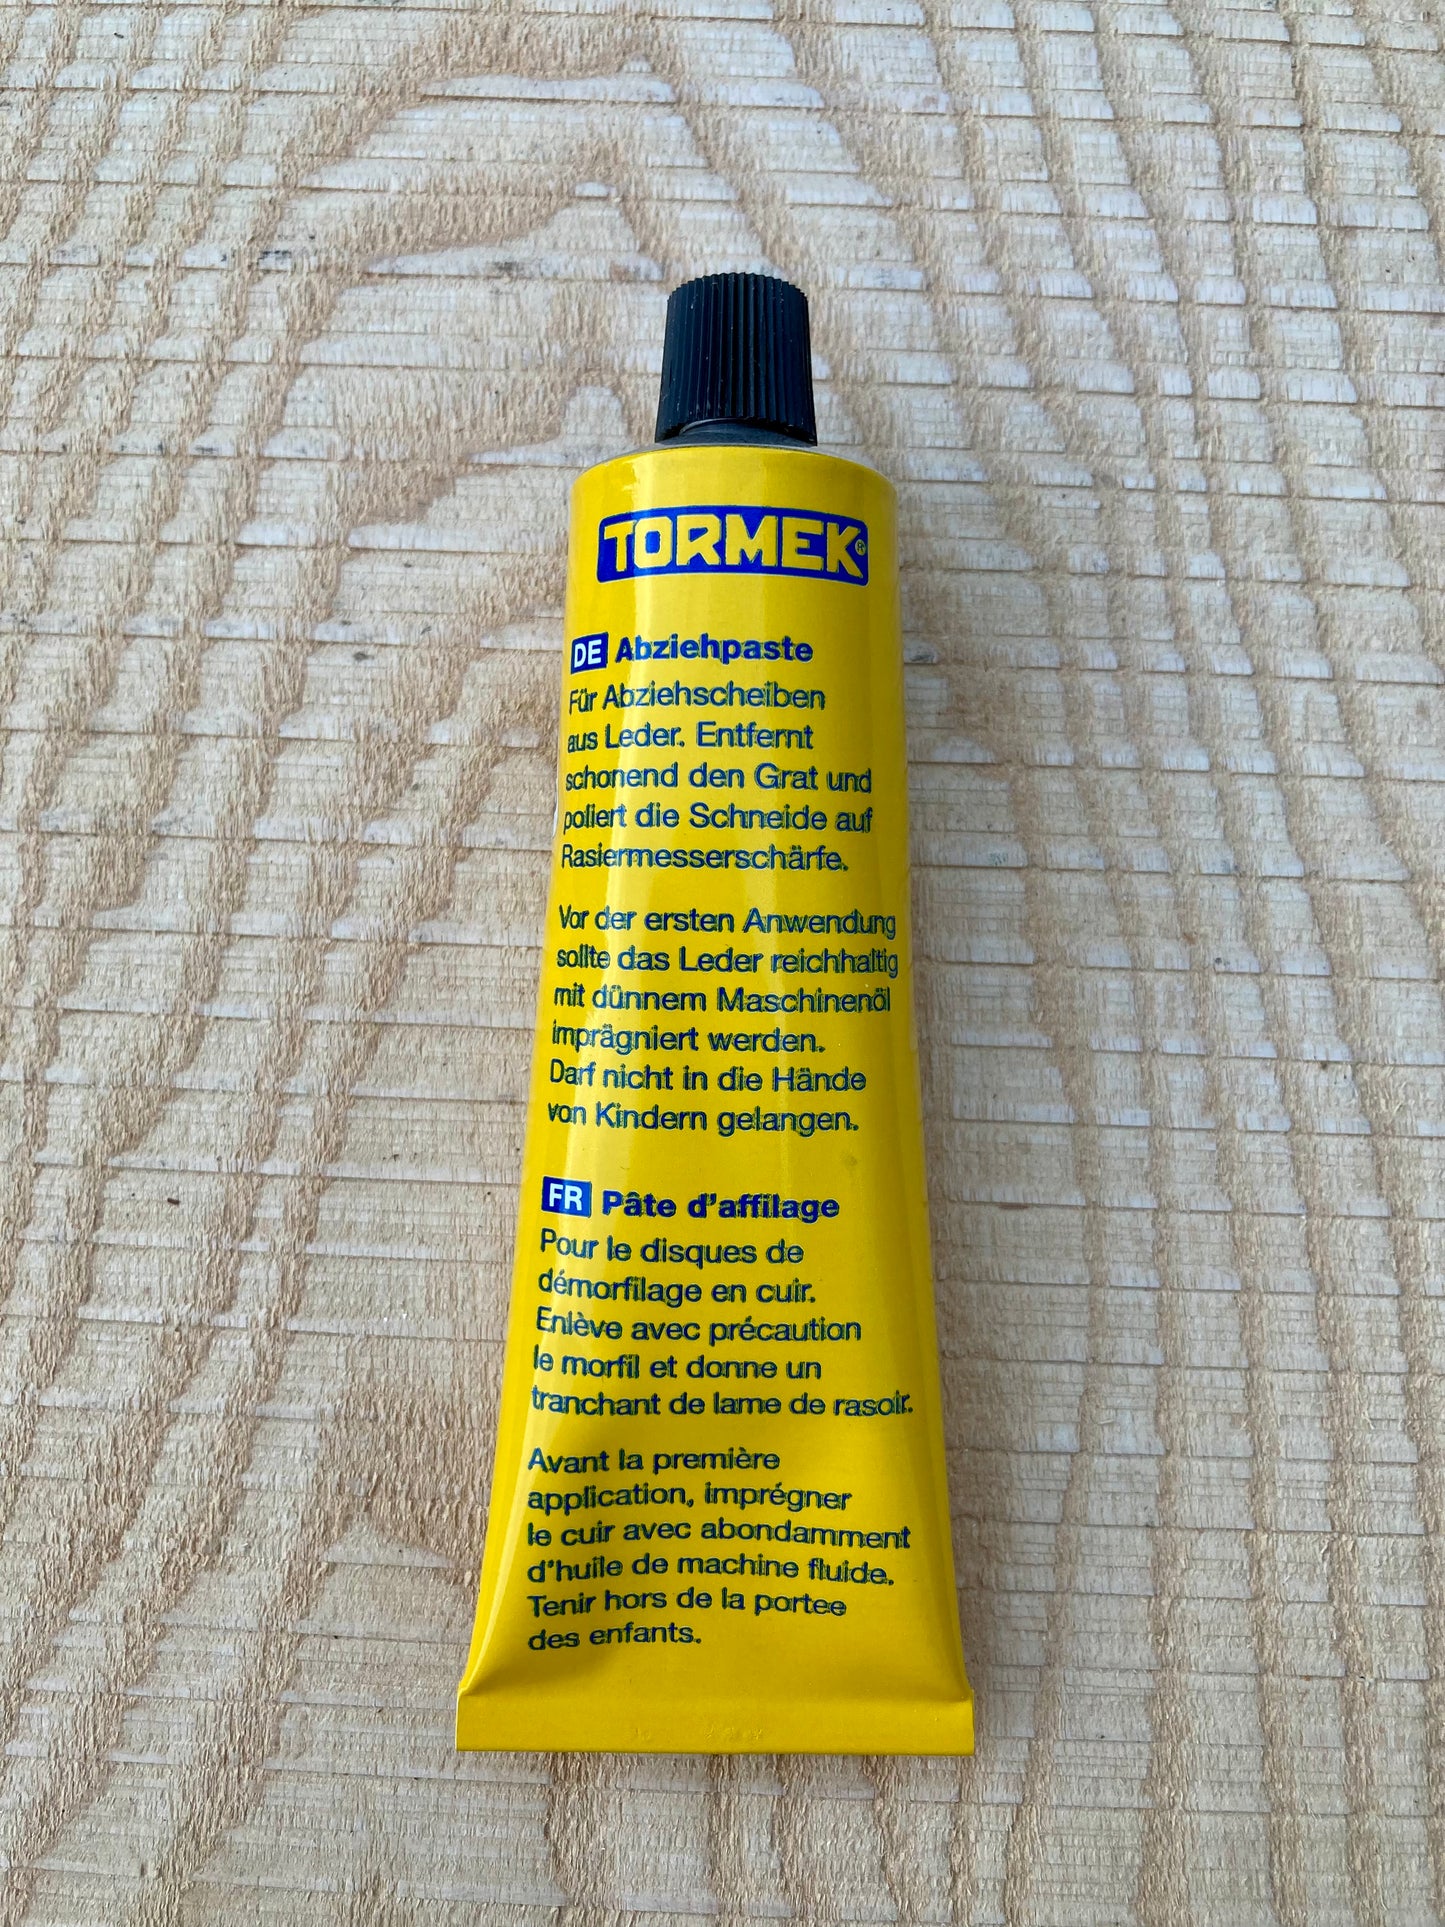 TORMEK®
DE Abziehpaste
Für Abziehscheiben
aus Leder. Entfernt
schonend den Grat und
poliert die Schneide auf
Rasiermesserschärfe.
Vor der ersten Anwendung
sollte das Leder reichhaltig
mit dünnem Maschinenöl
imprägniert werden.
Darf nicht in die Hände
von Kindern gelangen.
FR Pâte d'affilage
Pour le disques de
démorfilage en cuir.
Enlève avec précaution
le morfil et donne un
tranchant de lame de rasoir.
Avant la première
application, imprégner
le cuir avec abondamment
d'huile de machine fluide.
Tenir hors de la portee
des enfants.